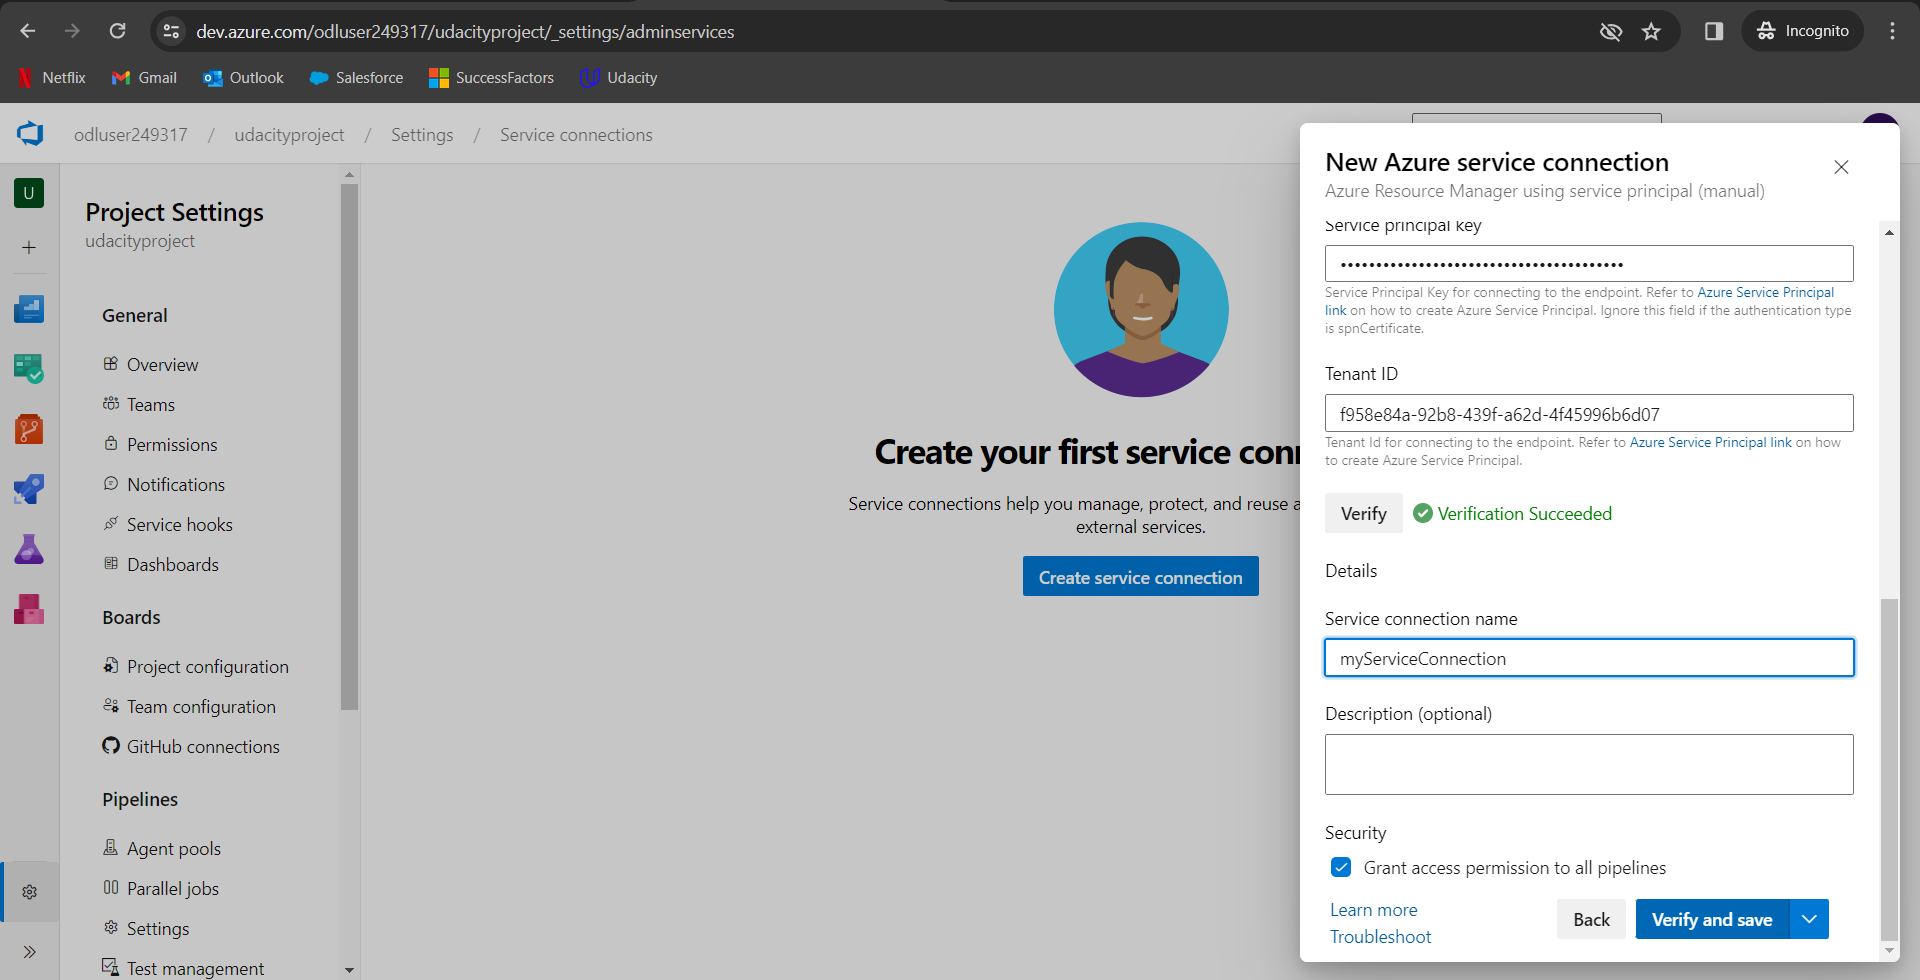 dev.azure.com/odluser249317/udacityproject/_settings/adminservices
Incognito
Netflix
Gmail
Outlook
Salesforce
SuccessFactors
Udacity
odluser249317 / udacityproject / Settings / Service connections
U
Project Settings
udacityproject
General
Overview
Teams
Permissions
Notifications
Service hooks
Dashboards
Boards
Project configuration
Team configuration
GitHub connections
Pipelines
Agent pools
Parallel jobs
Settings
Test management
Create your first service conn
Service connections help you manage, protect, and reuse a
external services.
Create service connection
New Azure service connection
Azure Resource Manager using service principal (manual)
Service principal key
••••••••••••••••••••••••••••••••••••••••
Service Principal Key for connecting to the endpoint. Refer to Azure Service Principal
link on how to create Azure Service Principal. Ignore this field if the authentication type
is spnCertificate.
Tenant ID
f958e84a-92b8-439f-a62d-4f45996b6d07
Tenant Id for connecting to the endpoint. Refer to Azure Service Principal link on how
to create Azure Service Principal.
Verify
Verification Succeeded
Details
Service connection name
myServiceConnection
Description (optional)
Security
Grant access permission to all pipelines
Learn more
Troubleshoot
Back
Verify and save